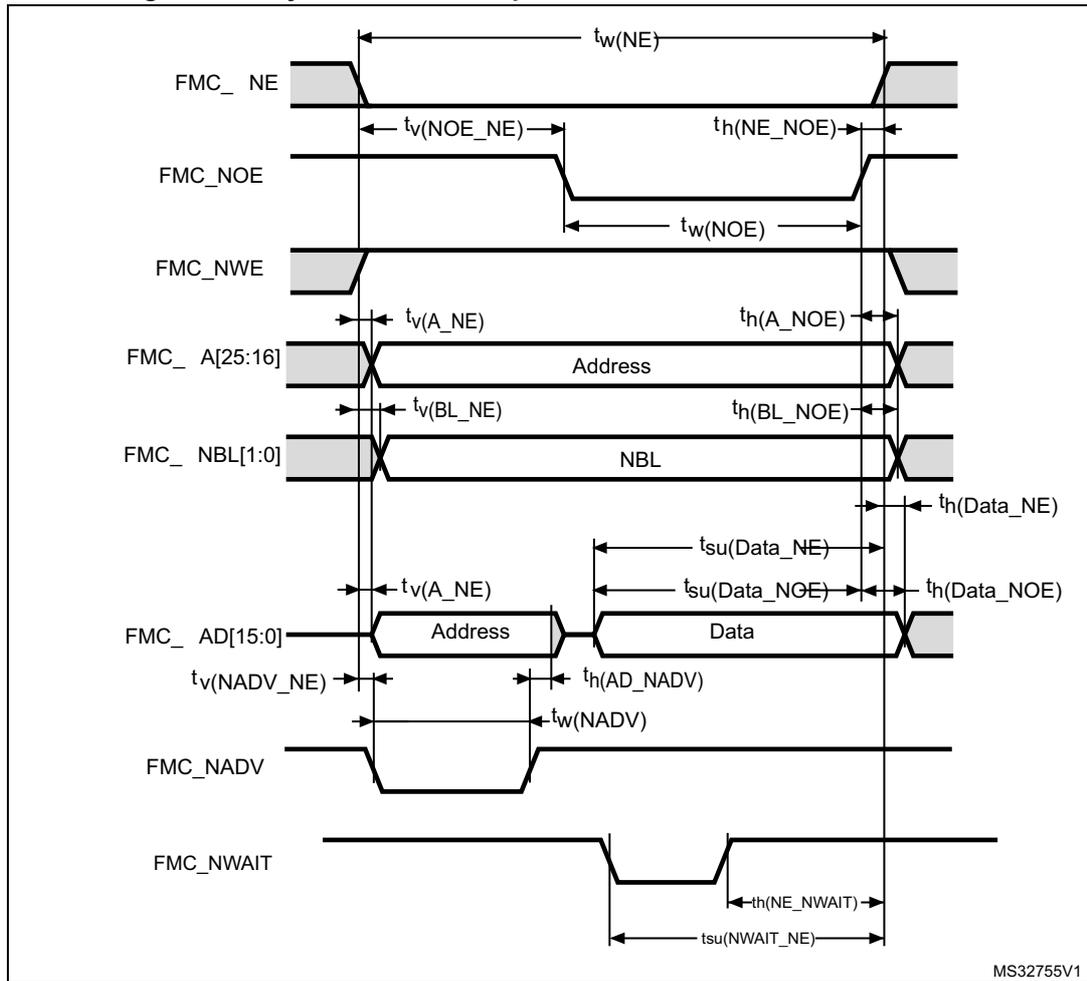 tw(NE)
FMC_ NE
tv(NOE_NE)
th(NE_NOE)
FMC_NOE
tw(NOE)
FMC_NWE
tv(A_NE)
th(A_NOE)
FMC_ A[25:16]
Address
tv(BL_NE)
th(BL_NOE)
FMC_ NBL[1:0]
NBL
th(Data_NE)
tsu(Data_NE)
tv(A_NE)
tsu(Data_NOE)
th(Data_NOE)
FMC_ AD[15:0]
Address
Data
tv(NADV_NE)
th(AD_NADV)
tw(NADV)
FMC_NADV
FMC_NWAIT
th(NE_NWAIT)
tsu(NWAIT_NE)
MS32755V1